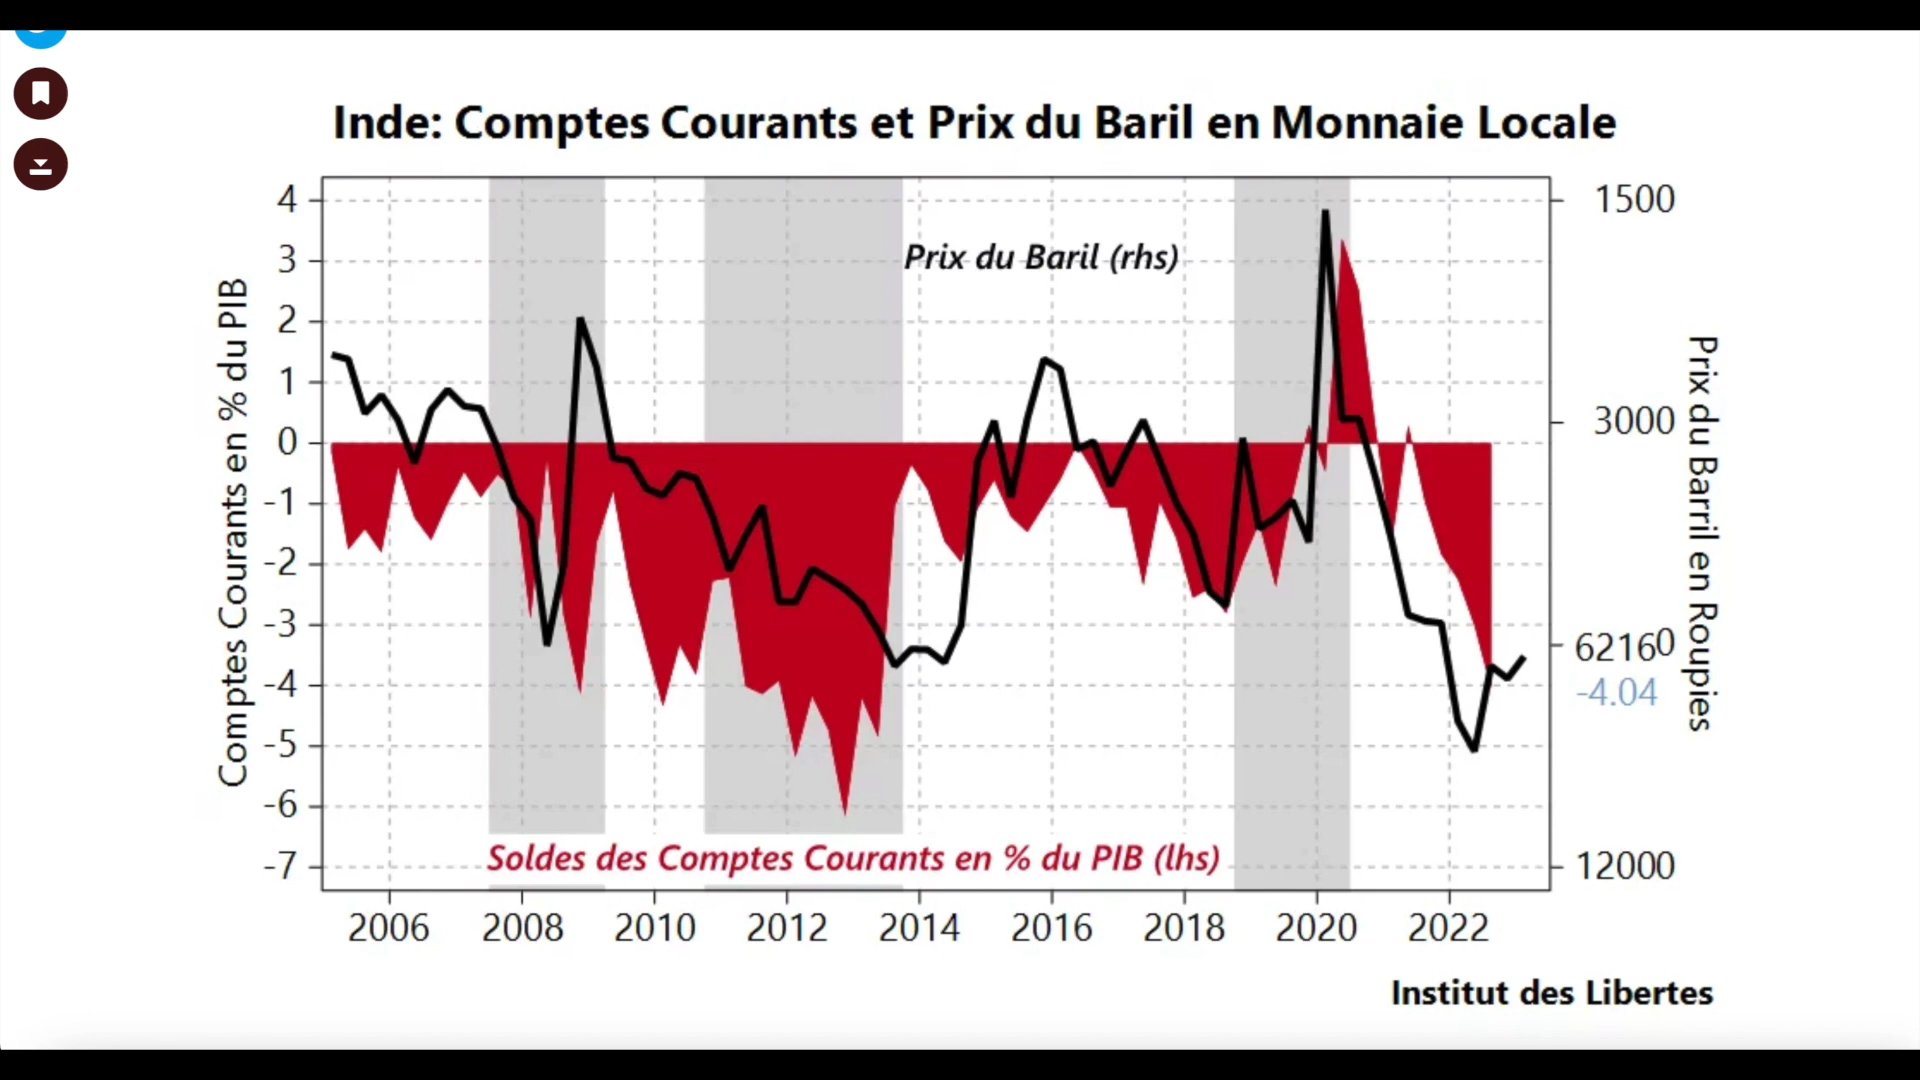 Inde: Comptes Courants et Prix du Baril en Monnaie Locale
Comptes Courants en % du PIB
4
3
2
1
0
-1
-2
-3
-4
-5
-6
-7
Prix du Baril (rhs)
Soldes des Comptes Courants en % du PIB (lhs)
1500
3000
62160
-4.04
12000
Prix du Barril en Roupies
2006 2008 2010 2012 2014 2016 2018 2020 2022
Institut des Libertes